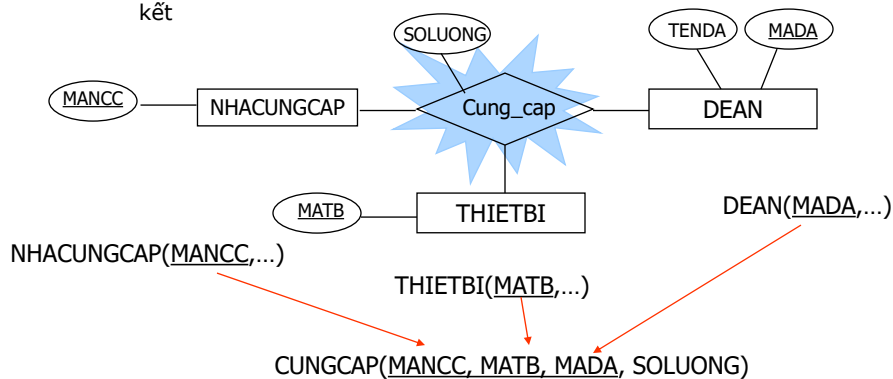 kết
SOLUONG
TENDA
MADA
MANCC
NHACUNGCAP
Cung_cap
DEAN
MATB
THIETBI
DEAN(MADA,...)
NHACUNGCAP(MANCC,...)
THIETBI(MATB,...)
CUNGCAP(MANCC, MATB, MADA, SOLUONG)